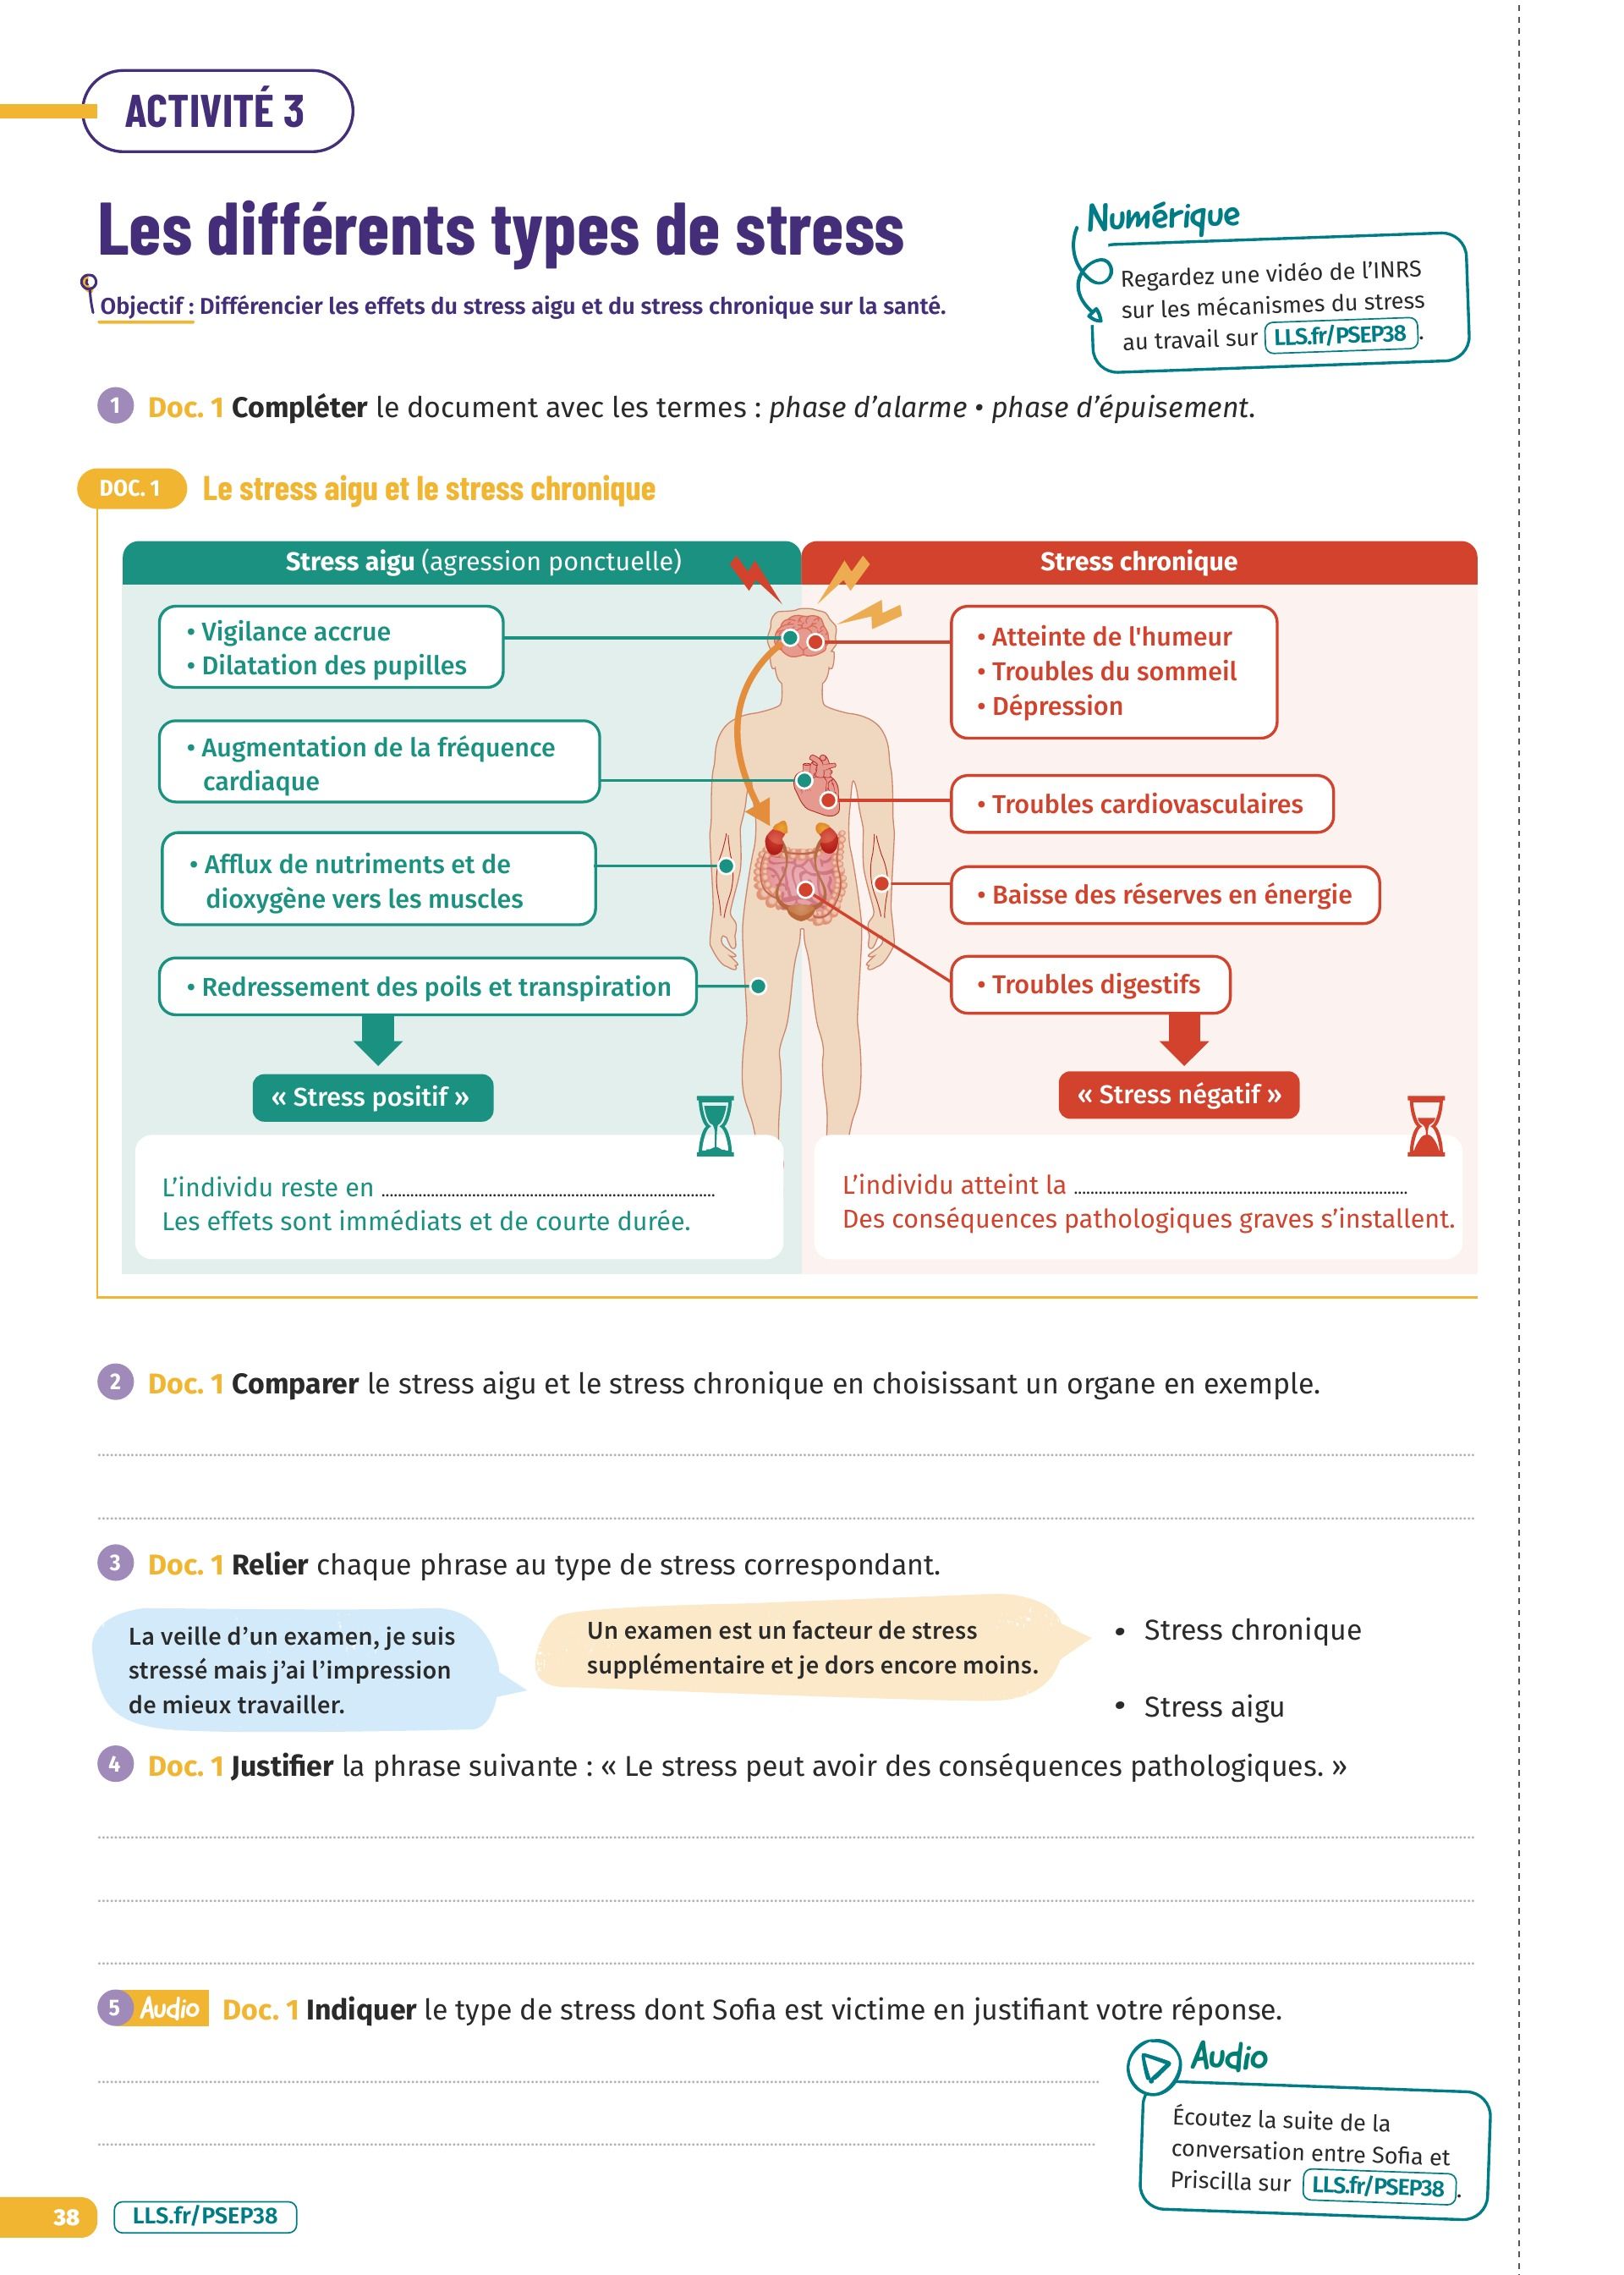 ACTIVITÉ 3
Les différents types de stress
Objectif : Différencier les effets du stress aigu et du stress chronique sur la santé.
Numérique
Regardez une vidéo de l'INRS
sur les mécanismes du stress
au travail sur LLS.fr/PSEP38.
1 Doc. 1 Compléter le document avec les termes : phase d'alarme • phase d'épuisement.
DOC. 1 Le stress aigu et le stress chronique
Stress aigu (agression ponctuelle)
• Vigilance accrue
• Dilatation des pupilles
• Augmentation de la fréquence
cardiaque
• Afflux de nutriments et de
dioxygène vers les muscles
• Redressement des poils et transpiration
« Stress positif »
L'individu reste en ........................................
Les effets sont immédiats et de courte durée.
Stress chronique
• Atteinte de l'humeur
• Troubles du sommeil
• Dépression
• Troubles cardiovasculaires
• Baisse des réserves en énergie
• Troubles digestifs
« Stress négatif »
L'individu atteint la ........................................
Des conséquences pathologiques graves s'installent.
2 Doc. 1 Comparer le stress aigu et le stress chronique en choisissant un organe en exemple.
3 Doc. 1 Relier chaque phrase au type de stress correspondant.
La veille d'un examen, je suis
stressé mais j'ai l'impression
de mieux travailler.
Un examen est un facteur de stress
supplémentaire et je dors encore moins.
• Stress chronique
• Stress aigu
4 Doc. 1 Justifier la phrase suivante : « Le stress peut avoir des conséquences pathologiques. »
5 Audio Doc. 1 Indiquer le type de stress dont Sofia est victime en justifiant votre réponse.
Audio
Écoutez la suite de la
conversation entre Sofia et
Priscilla sur LLS.fr/PSEP38.
38 LLS.fr/PSEP38